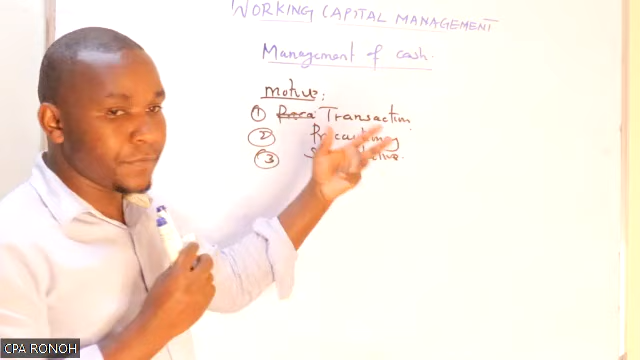 WORKING CAPITAL MANAGEMENT
Management of cash.
motive:
① Transaction
②
③
CPA RONOH